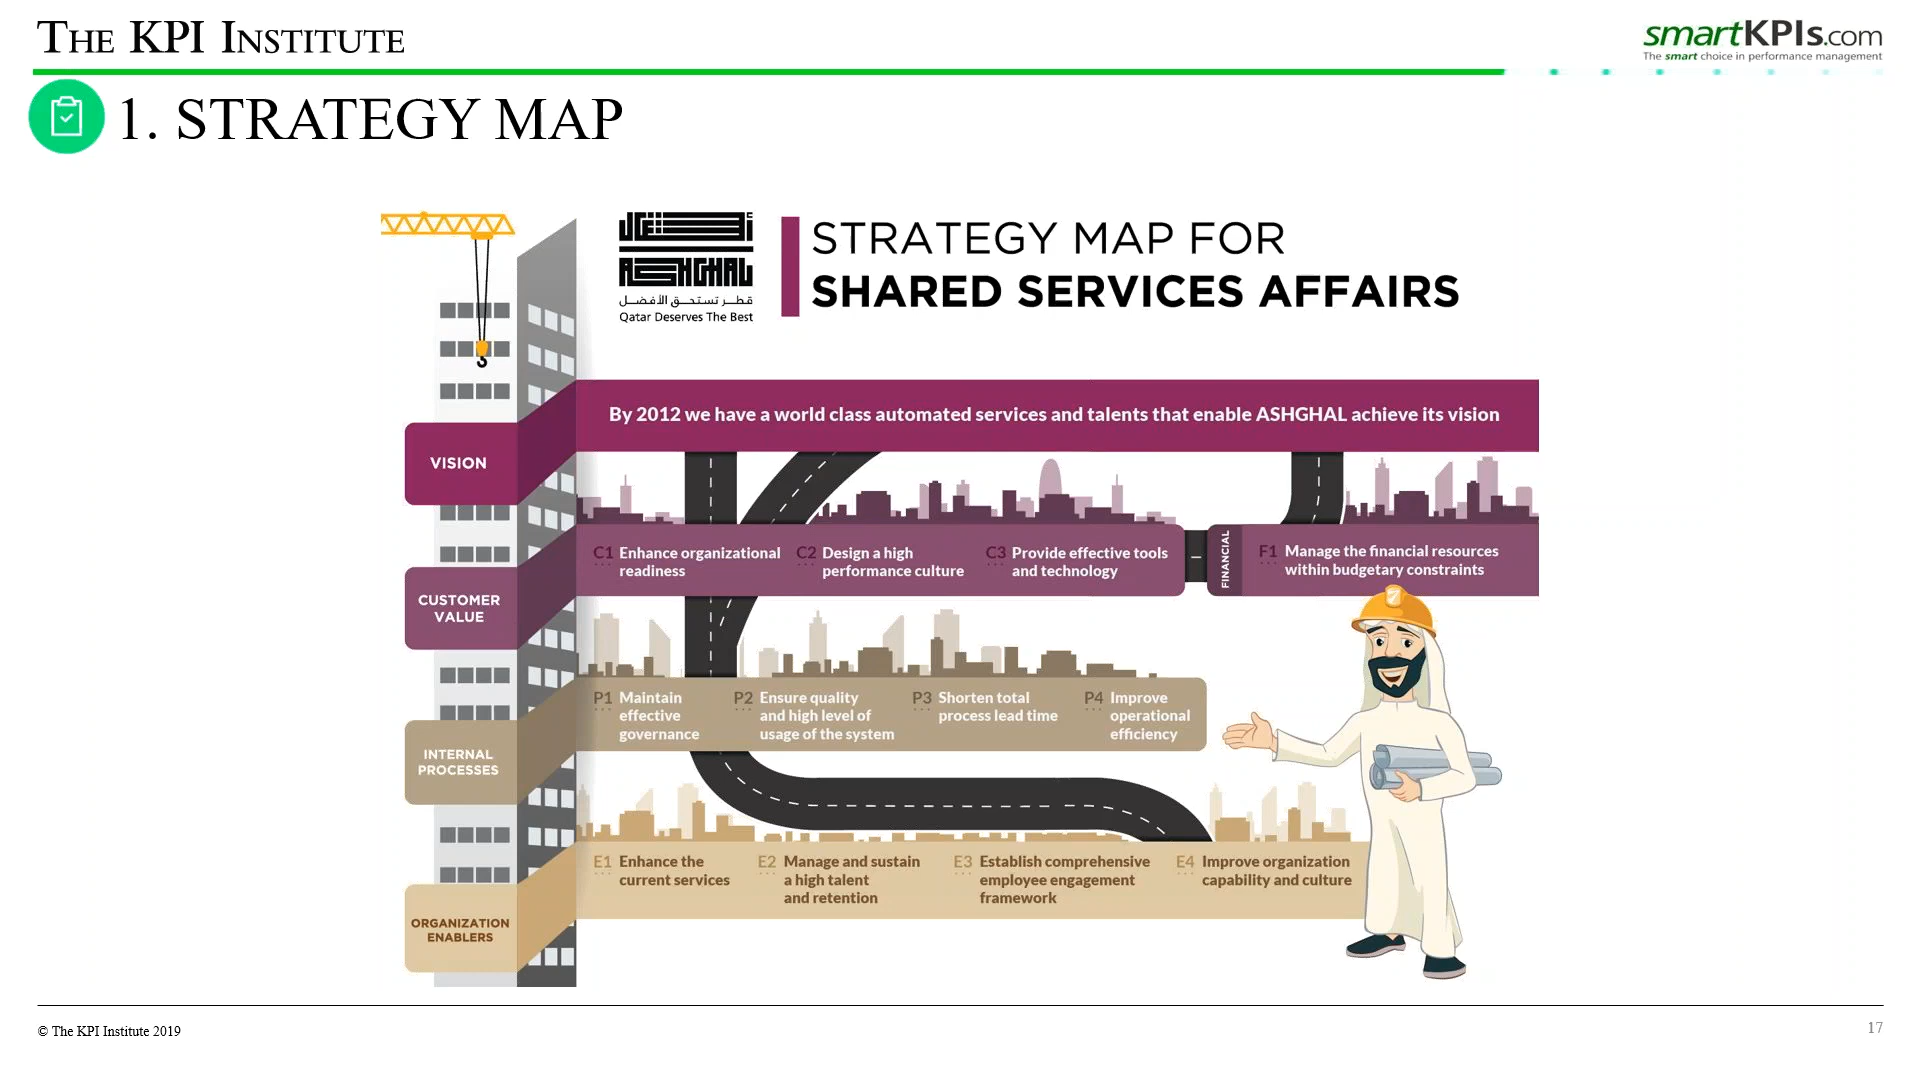 THE KPI INSTITUTE
smartKPIs.com
The smart choice in performance management
1. STRATEGY MAP
أشغال
ASHGHAL
قطر تستحق الأفضل
Qatar Deserves The Best
STRATEGY MAP FOR
SHARED SERVICES AFFAIRS
VISION
By 2012 we have a world class automated services and talents that enable ASHGHAL achieve its vision
CUSTOMER
VALUE
C1 Enhance organizational
readiness
C2 Design a high
performance culture
C3 Provide effective tools
and technology
FINANCIAL
F1 Manage the financial resources
within budgetary constraints
INTERNAL
PROCESSES
P1 Maintain
effective
governance
P2 Ensure quality
and high level of
usage of the system
P3 Shorten total
process lead time
P4 Improve
operational
efficiency
ORGANIZATION
ENABLERS
E1 Enhance the
current services
E2 Manage and sustain
a high talent
and retention
E3 Establish comprehensive
employee engagement
framework
E4 Improve organization
capability and culture
© The KPI Institute 2019
17